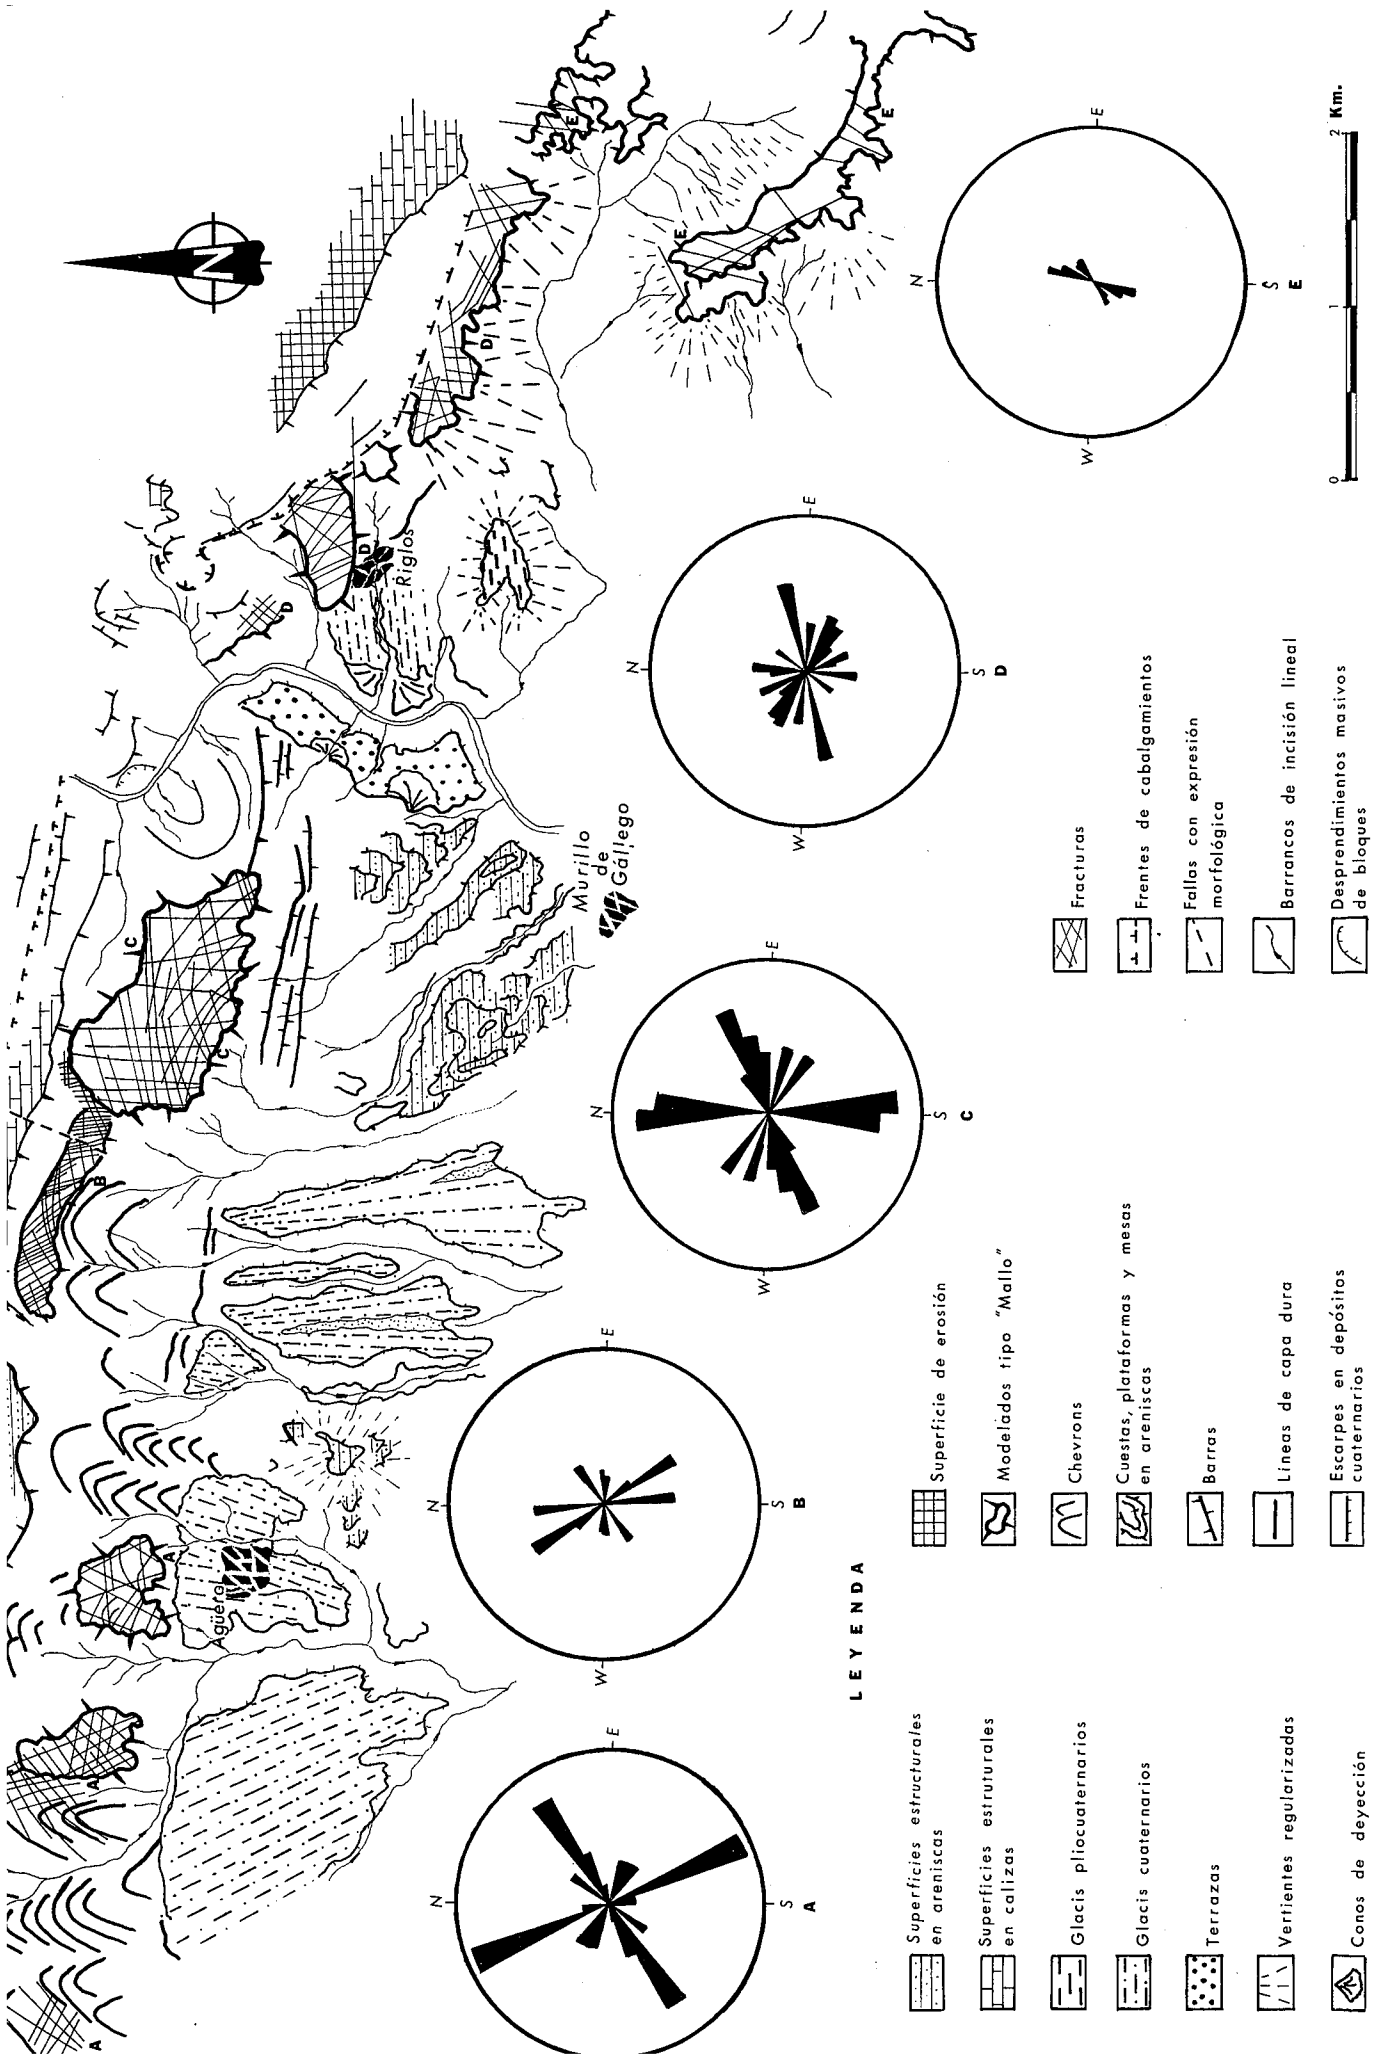 N
Riglos
Murillo
de
Gállego
Agüero
A
A
A
B
C
C
D
D
D
E
E
E
N
E
S
W
A
N
E
S
W
B
N
E
S
W
C
N
E
S
W
D
N
E
S
W
E
0 1 2 Km.
LEYENDA
Superficies estructurales
en areniscas
Superficies estruturales
en calizas
Glacis pliocuaternarios
Glacis cuaternarios
Terrazas
Vertientes regularizadas
Conos de deyección
Superficie de erosión
Modelados tipo "Mallo"
Chevrons
Cuestas, plataformas y mesas
en areniscas
Barras
Lineas de capa dura
Escarpes en depósitos
cuaternarios
Fracturas
Frentes de cabalgamientos
Fallas con expresión
morfológica
Barrancos de incisión lineal
Desprendimientos masivos
de bloques